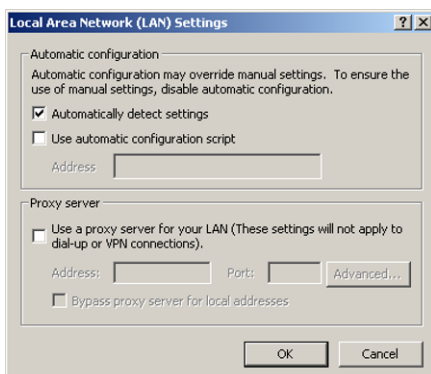 Local Area Network (LAN) Settings
Automatic configuration
Automatic configuration may override manual settings. To ensure the
use of manual settings, disable automatic configuration.
Automatically detect settings
Use automatic configuration script
Address
Proxy server
Use a proxy server for your LAN (These settings will not apply to
dial-up or VPN connections).
Address: Port: Advanced...
Bypass proxy server for local addresses
OK Cancel